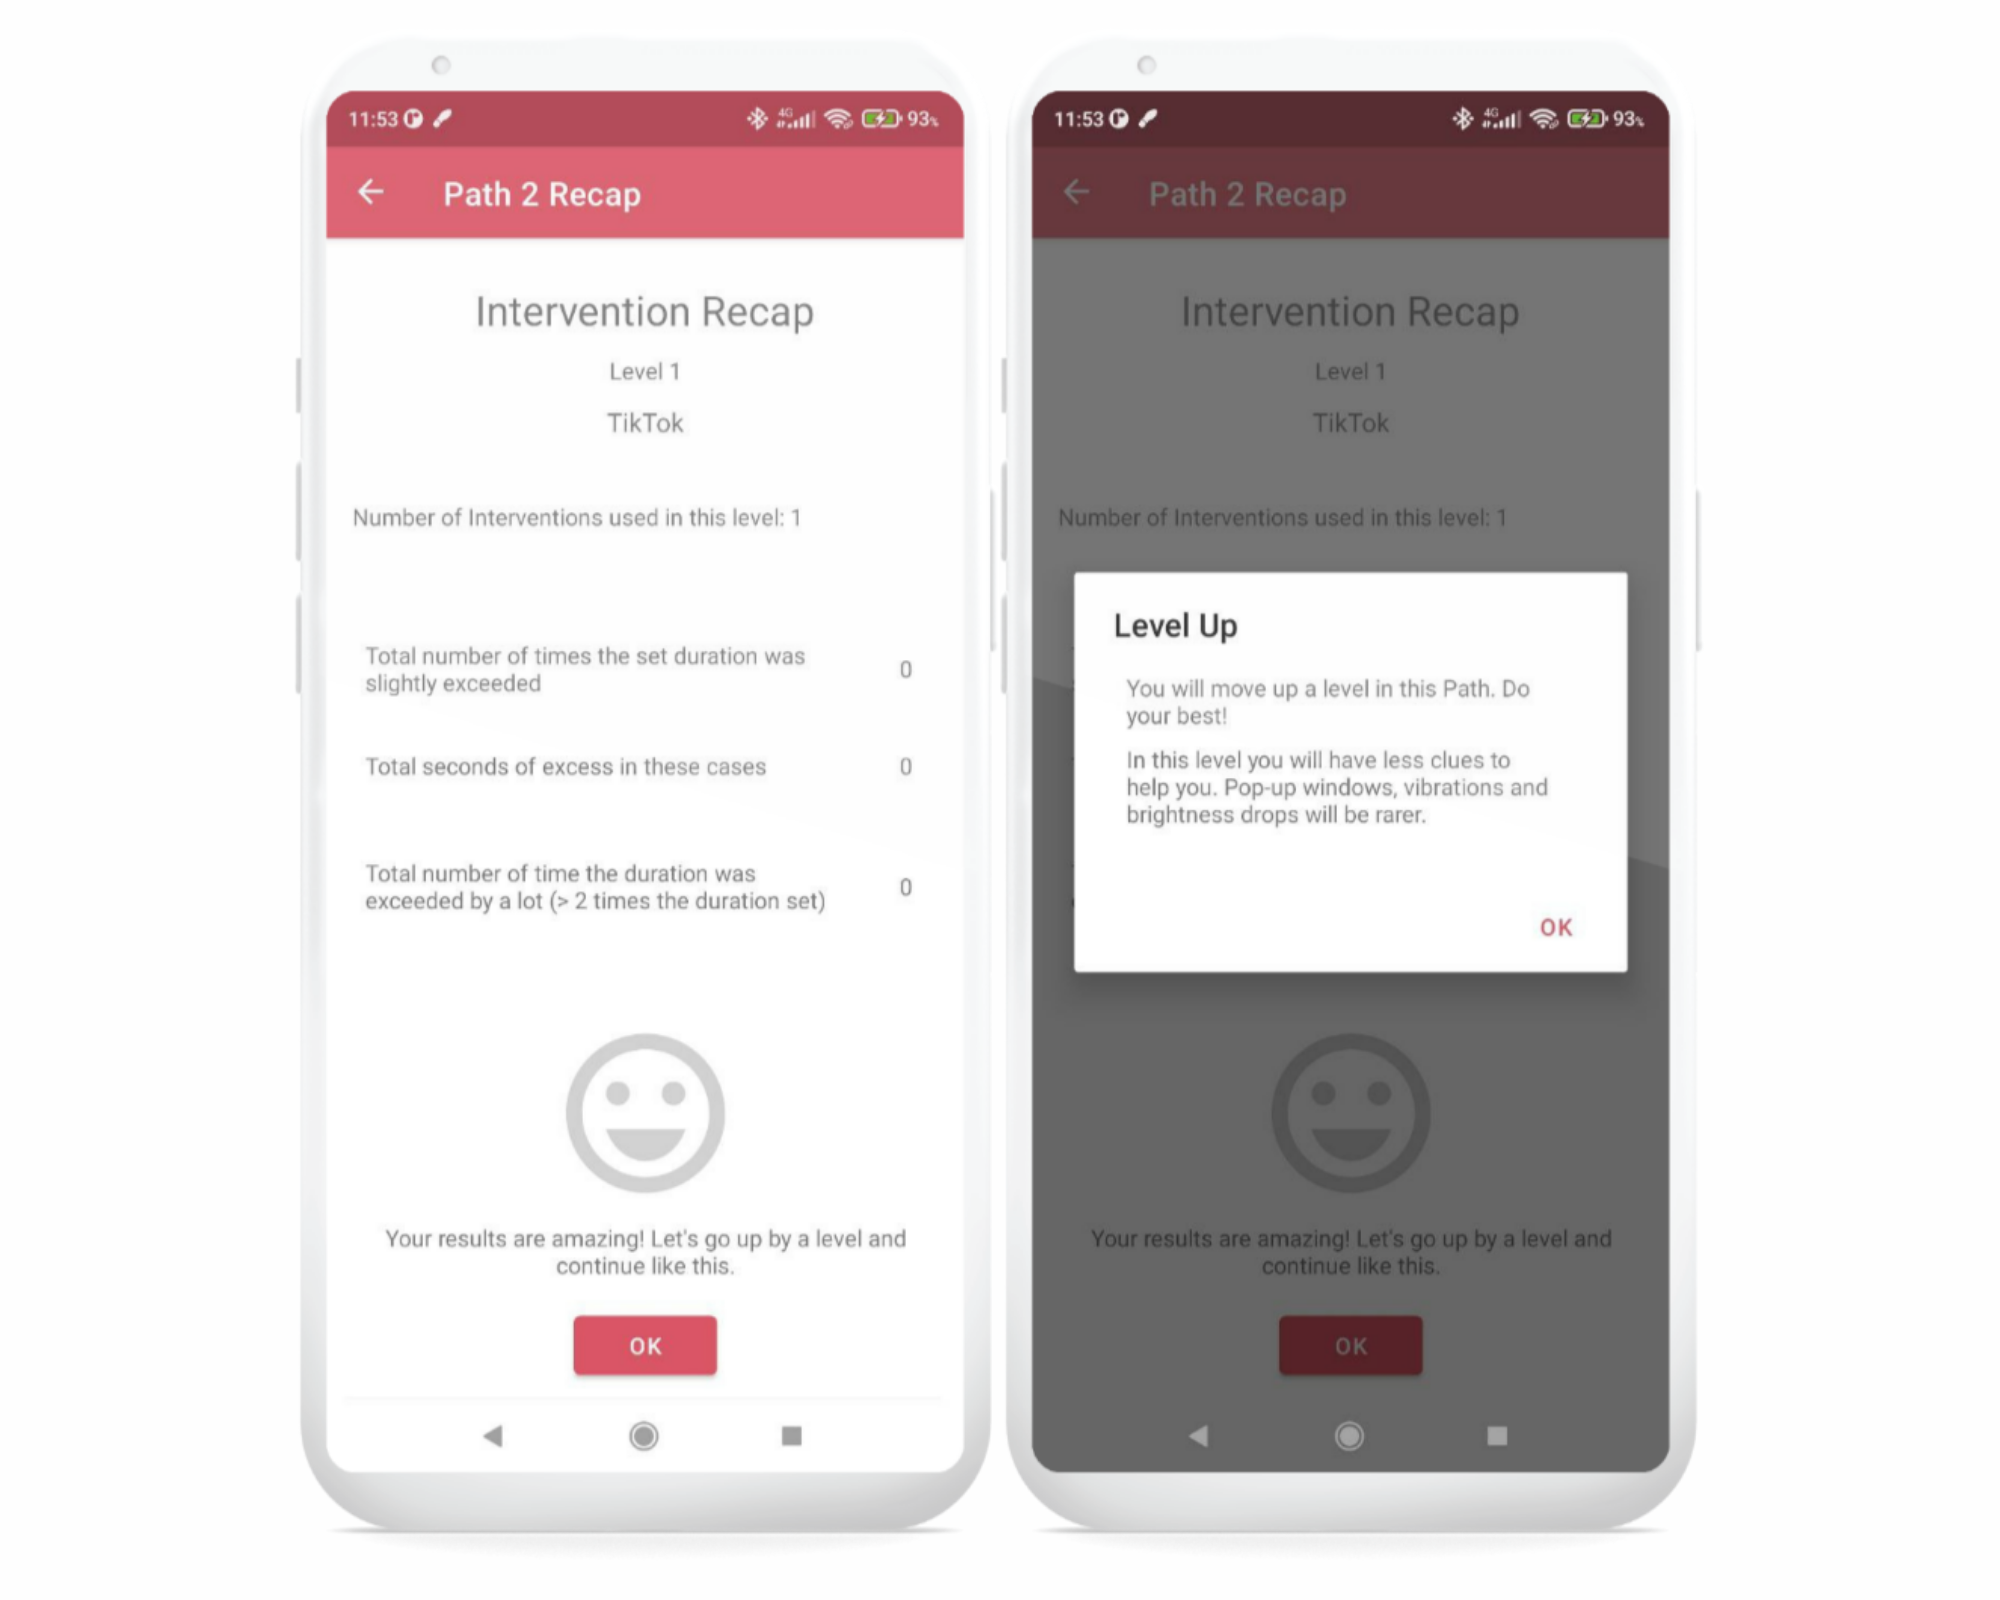 11:53
4G
93%
Path 2 Recap
Intervention Recap
Level 1
TikTok
Number of Interventions used in this level: 1
Total number of times the set duration was
slightly exceeded
0
Total seconds of excess in these cases
0
Total number of time the duration was
exceeded by a lot (> 2 times the duration set)
0
Your results are amazing! Let's go up by a level and
continue like this.
OK
11:53
4G
93%
Path 2 Recap
Intervention Recap
Level 1
TikTok
Number of Interventions used in this level: 1
Level Up
You will move up a level in this Path. Do
your best!
In this level you will have less clues to
help you. Pop-up windows, vibrations and
brightness drops will be rarer.
OK
Your results are amazing! Let's go up by a level and
continue like this.
OK